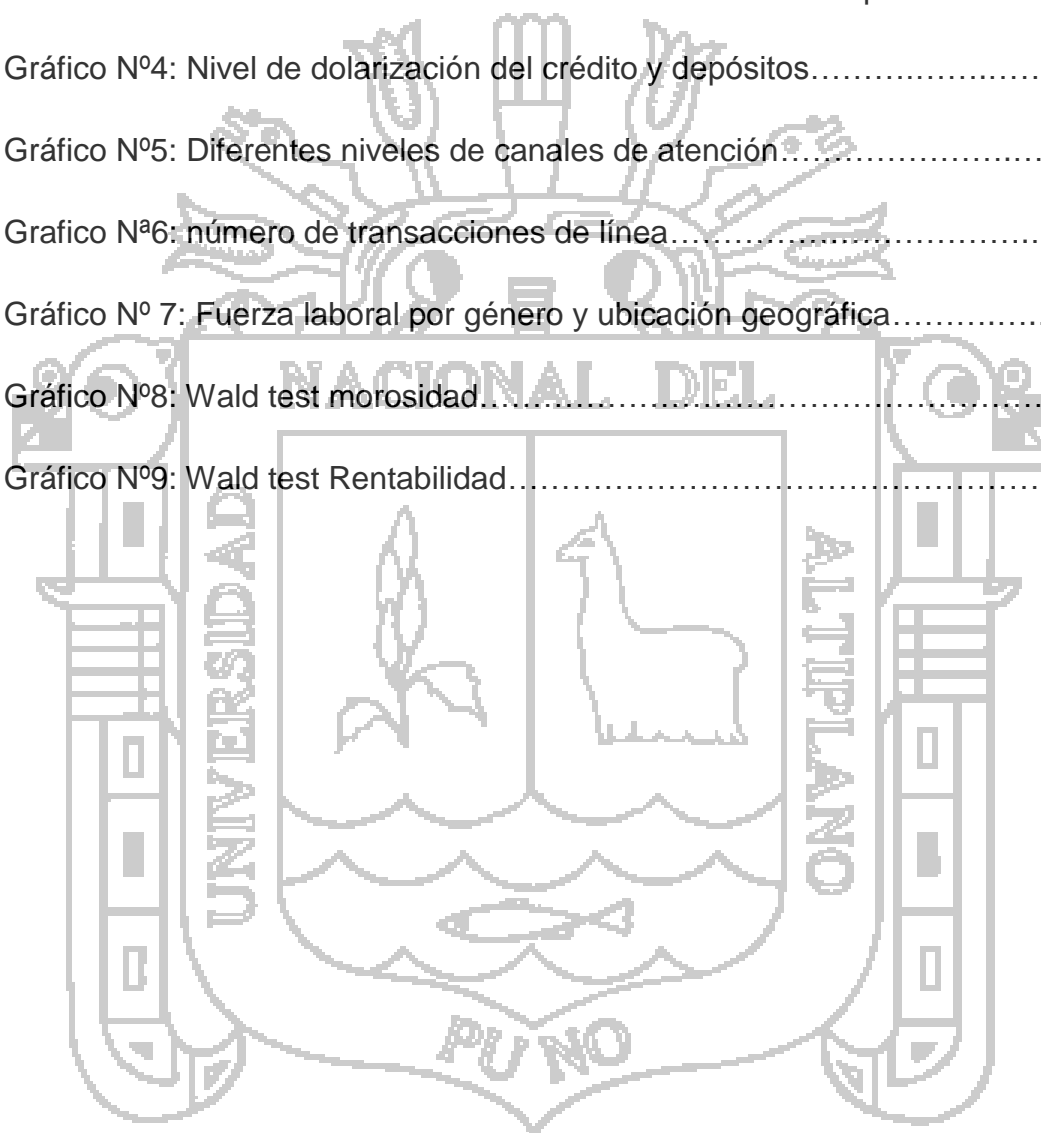 Gráfico Nº4: Nivel de dolarización del crédito y depósitos……………….……
Gráfico Nº5: Diferentes niveles de canales de atención………………….……
Grafico Nª6: número de transacciones de línea…………….…………………..
Gráfico Nº 7: Fuerza laboral por género y ubicación geográfica…………….
Gráfico Nº8: Wald test morosidad……………………………………………….
Gráfico Nº9: Wald test Rentabilidad……………………………………………
NACIONAL DEL
UNIVERSIDAD
ALTIPLANO
PUNO